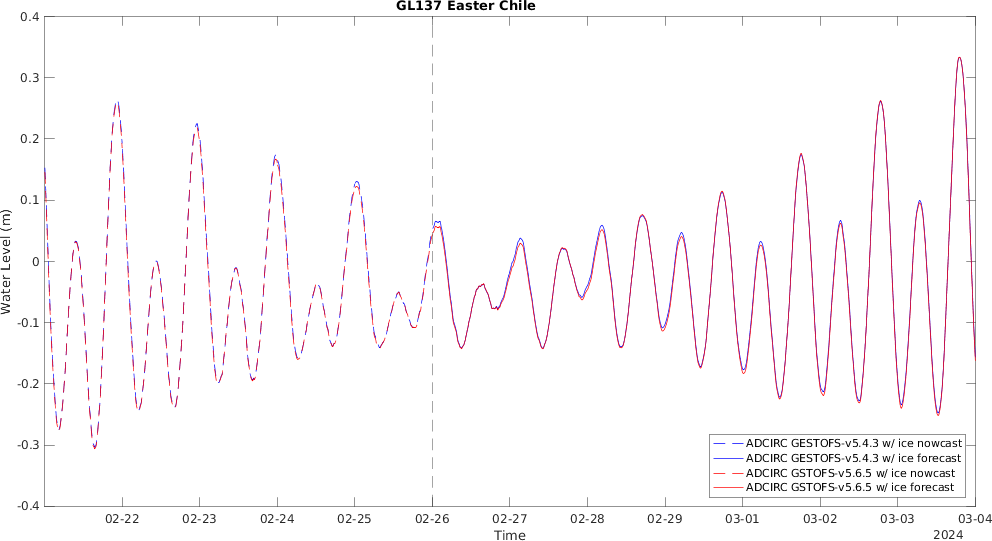 GL137 Easter Chile
0.4
0.3
0.2
0.1
0
-0.1
-0.2
-0.3
-0.4
Water Level (m)
ADCIRC GESTOFS-v5.4.3 w/ ice nowcast
ADCIRC GESTOFS-v5.4.3 w/ ice forecast
ADCIRC GSTOFS-v5.6.5 w/ ice nowcast
ADCIRC GSTOFS-v5.6.5 w/ ice forecast
02-22 02-23 02-24 02-25 02-26 02-27 02-28 02-29 03-01 03-02 03-03 03-04
Time
2024